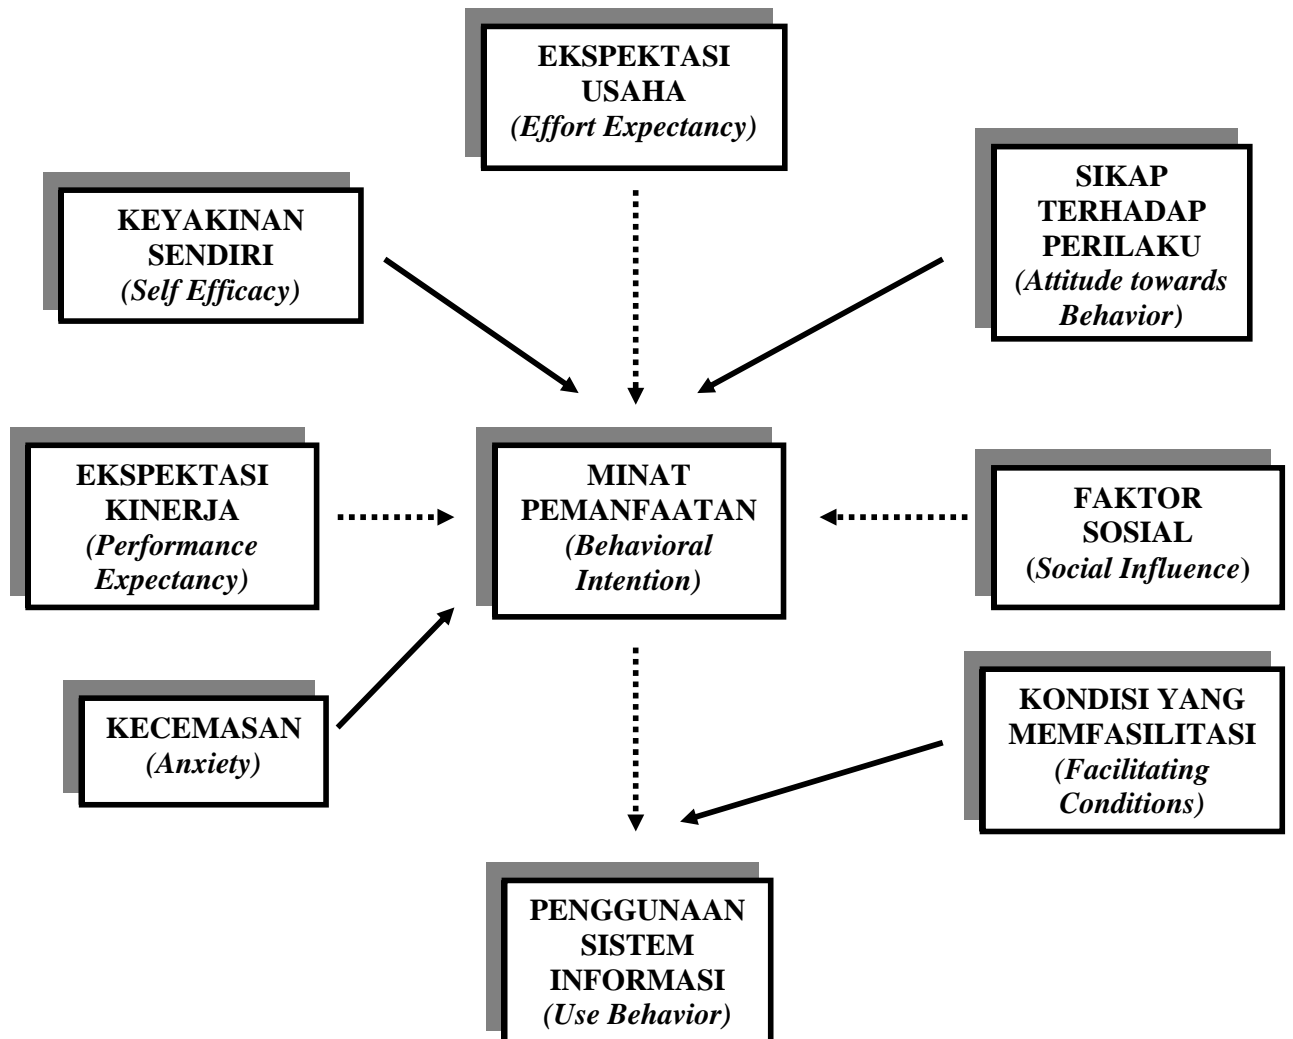 EKSPEKTASI
USAHA
(Effort Expectancy)
SIKAP
TERHADAP
PERILAKU
(Attitude towards
Behavior)
KEYAKINAN
SENDIRI
(Self Efficacy)
EKSPEKTASI
KINERJA
(Performance
Expectancy)
MINAT
PEMANFAATAN
(Behavioral
Intention)
FAKTOR
SOSIAL
(Social Influence)
KECEMASAN
(Anxiety)
KONDISI YANG
MEMFASILITASI
(Facilitating
Conditions)
PENGGUNAAN
SISTEM
INFORMASI
(Use Behavior)